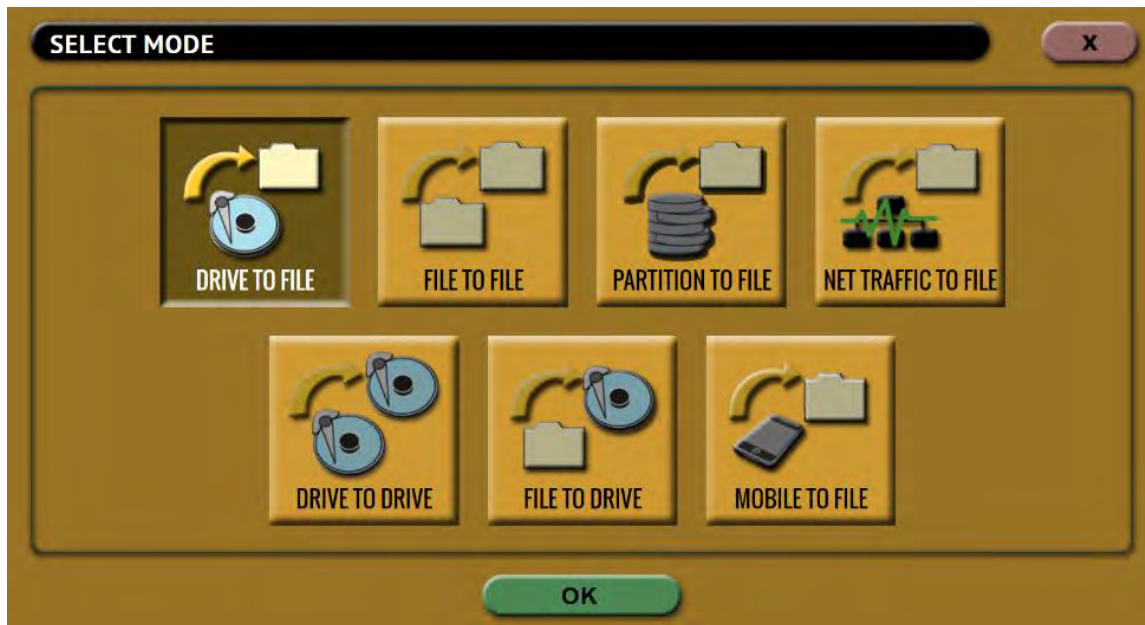 SELECT MODE
X
DRIVE TO FILE
FILE TO FILE
PARTITION TO FILE
NET TRAFFIC TO FILE
DRIVE TO DRIVE
FILE TO DRIVE
MOBILE TO FILE
OK